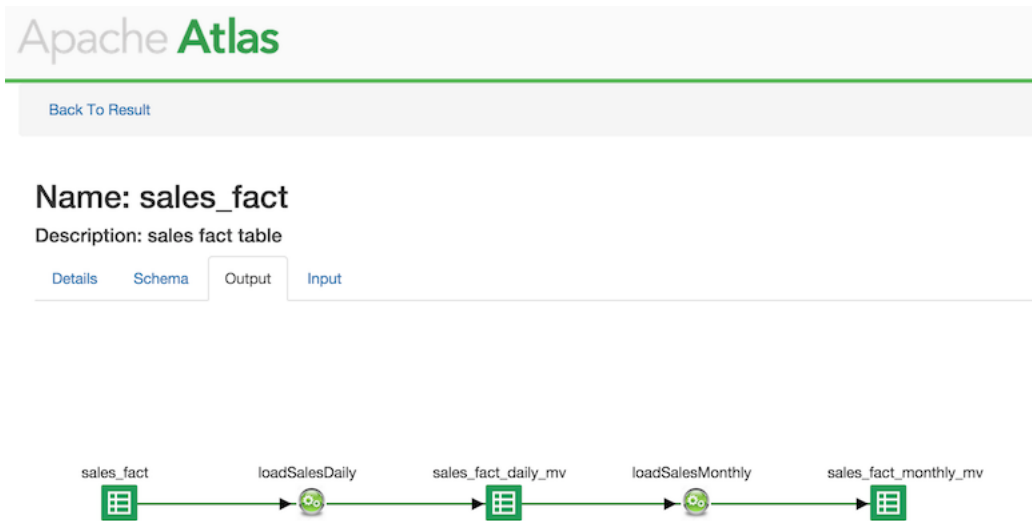 Apache Atlas
Back To Result
Name: sales_fact
Description: sales fact table
Details Schema Output Input
sales_fact loadSalesDaily sales_fact_daily_mv loadSalesMonthly sales_fact_monthly_mv